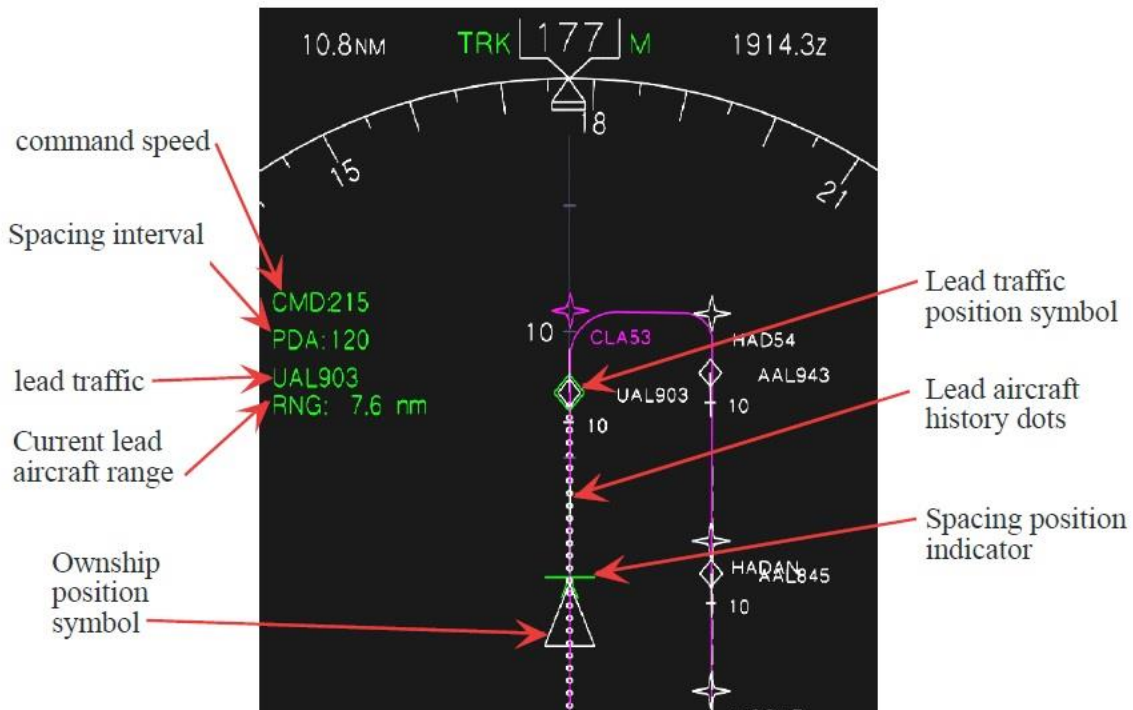 10.8NM
TRK 177 M
1914.3z
18
15
21
command speed
Spacing interval
lead traffic
Current lead
aircraft range
Ownship
position
symbol
CMD:215
PDA:120
UAL903
RNG: 7.6 nm
10
CLA53
HAD54
UAL903
AAL943
10
10
HADAN
AAL845
10
Lead traffic
position symbol
Lead aircraft
history dots
Spacing position
indicator